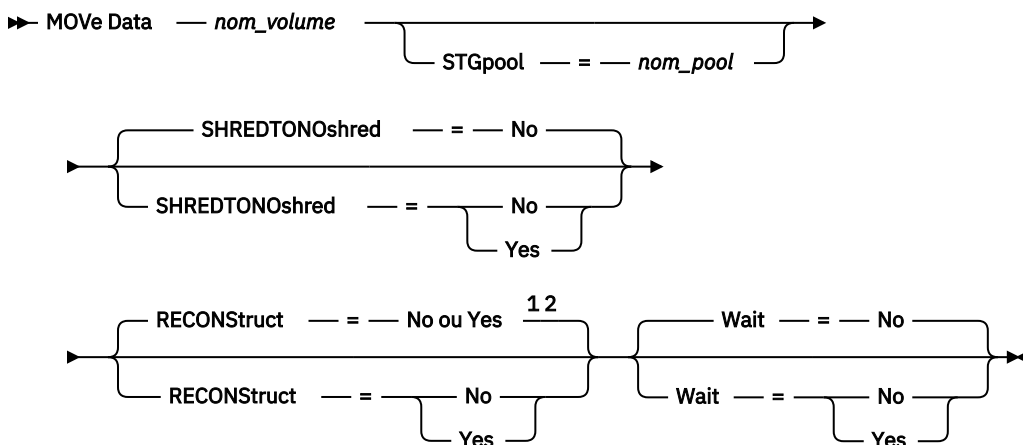 MOVe Data nom_volume
STGpool = nom_pool
SHREDTONOshred = No
SHREDTONOshred = No
Yes
RECONStruct = No ou Yes 1 2 Wait = No
RECONStruct = No Wait = No
Yes Yes